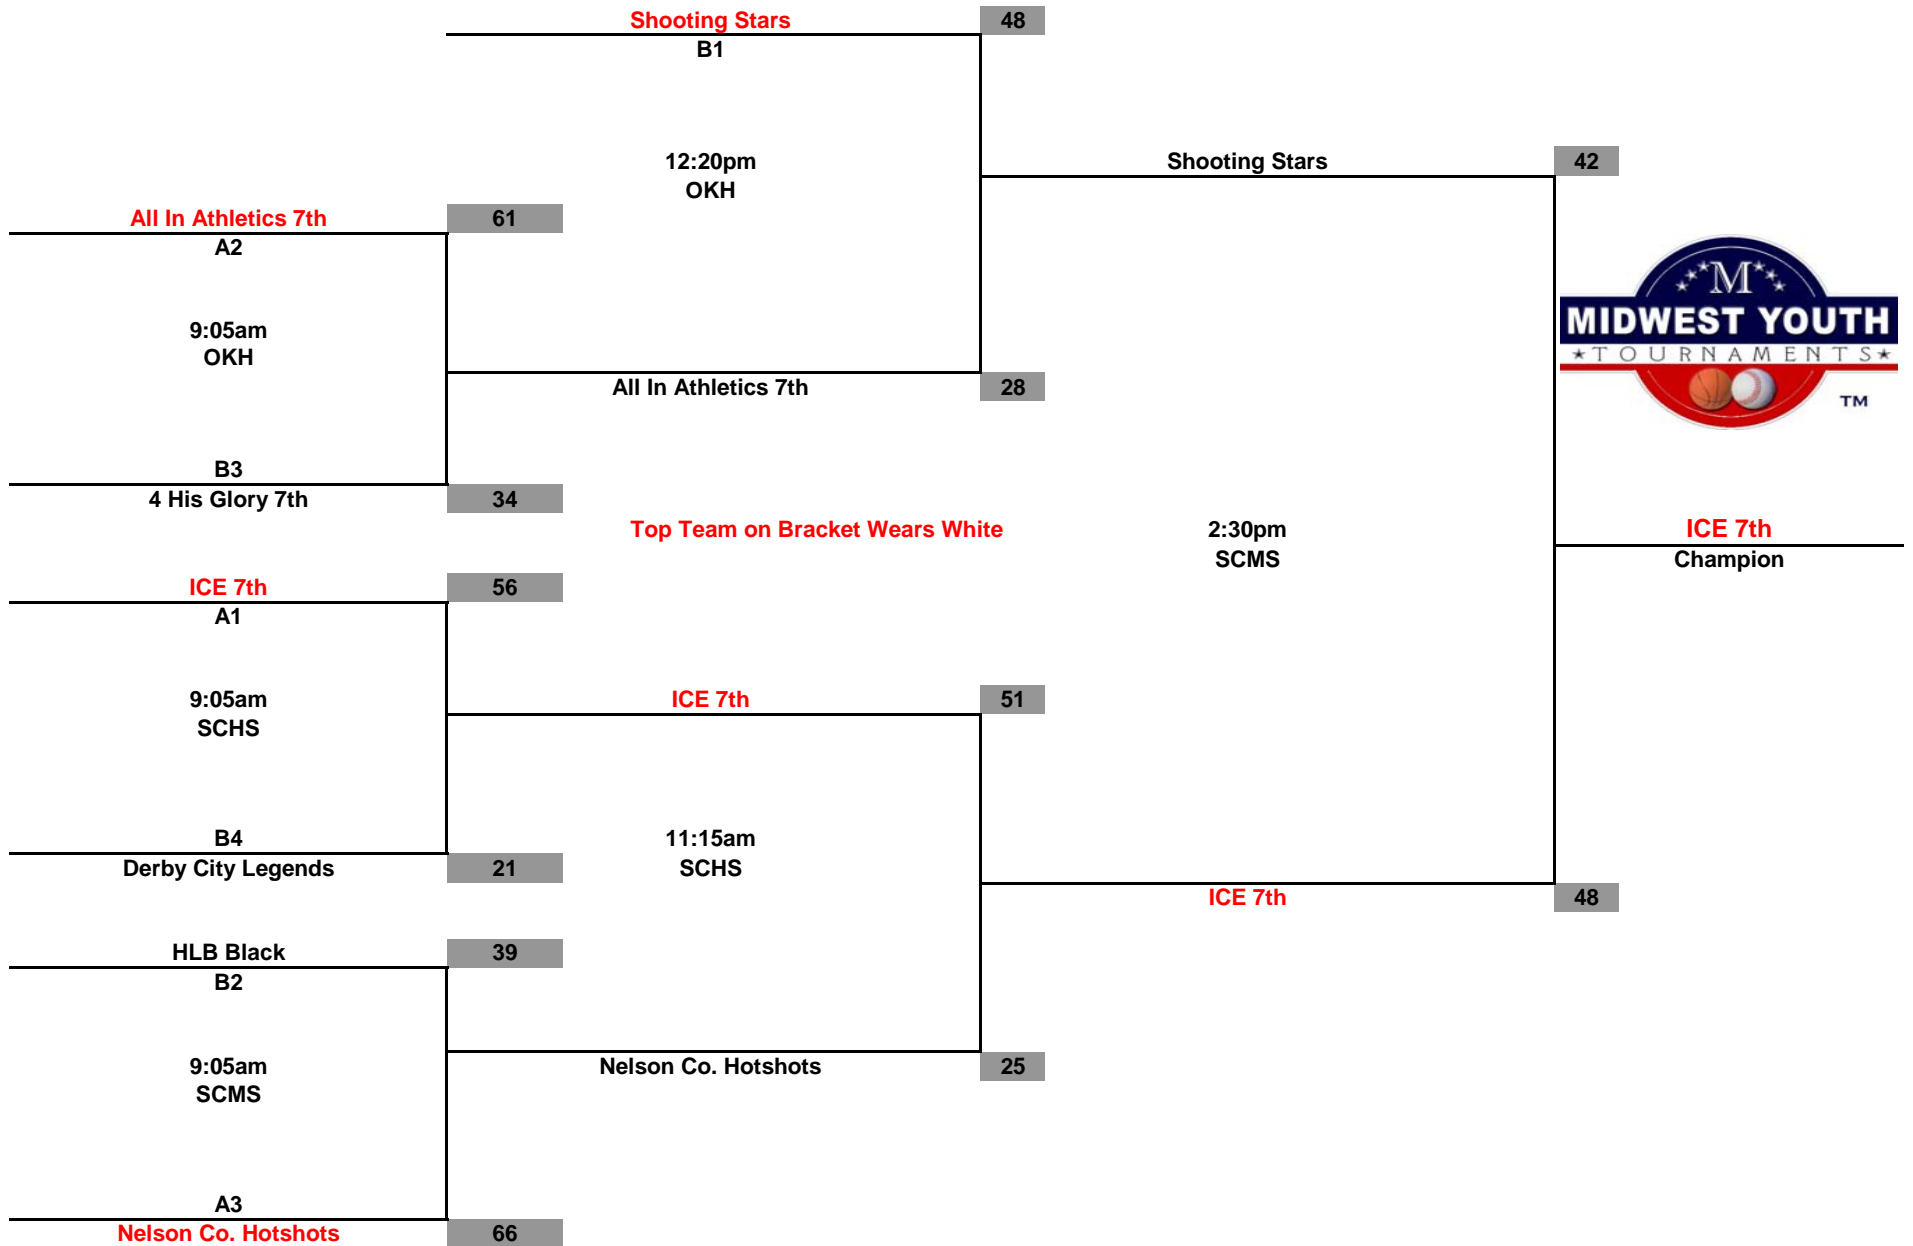 Shooting Stars 48
B1
12:20pm
OKH
Shooting Stars 42
All In Athletics 7th 61
A2
9:05am
OKH
M
MIDWEST YOUTH
★TOURNAMENTS★
TM
All In Athletics 7th 28
B3
4 His Glory 7th 34
Top Team on Bracket Wears White
2:30pm
SCMS
ICE 7th
Champion
ICE 7th 56
A1
9:05am
SCHS
ICE 7th 51
B4
Derby City Legends 21
11:15am
SCHS
ICE 7th 48
HLB Black 39
B2
9:05am
SCMS
Nelson Co. Hotshots 25
A3
Nelson Co. Hotshots 66